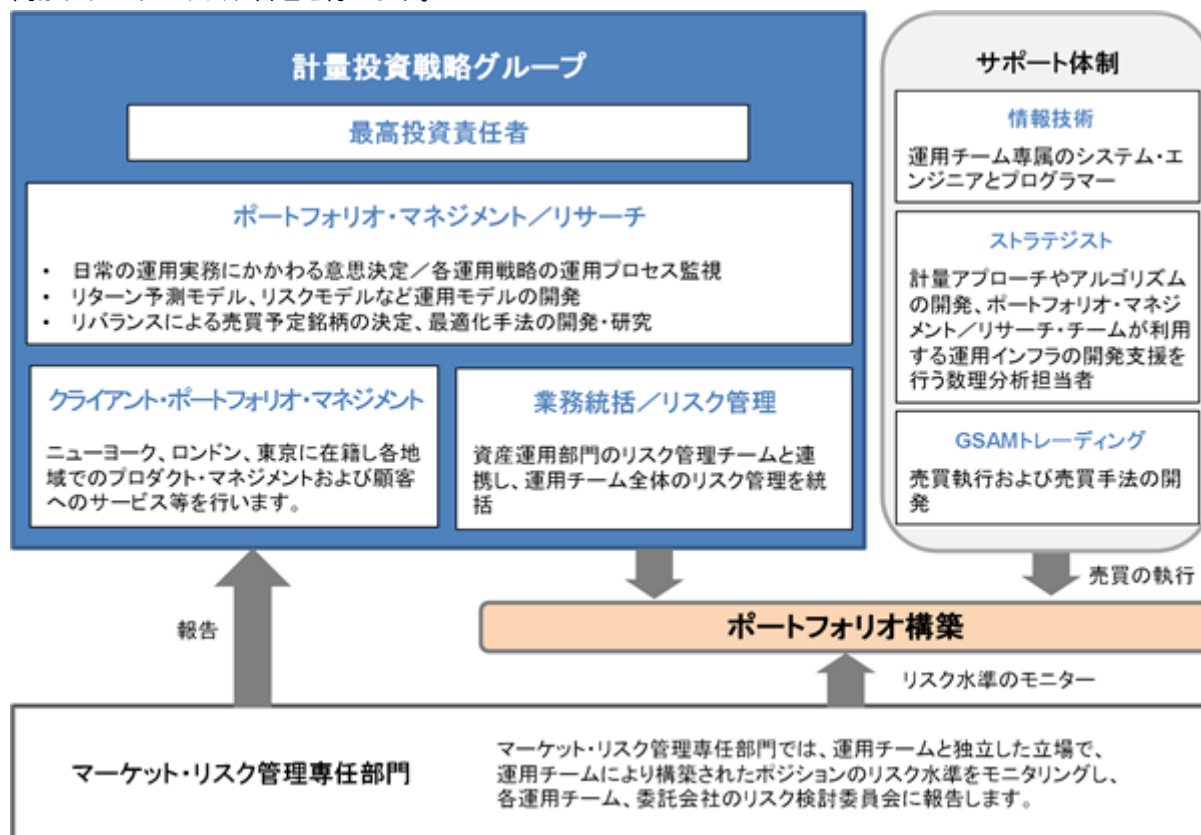 計量投資戦略グループ
最高投資責任者
ポートフォリオ・マネジメント／リサーチ
• 日常の運用実務にかかわる意思決定／各運用戦略の運用プロセス監視
• リターン予測モデル、リスクモデルなど運用モデルの開発
• リバランスによる売買予定銘柄の決定、最適化手法の開発・研究
クライアント・ポートフォリオ・マネジメント
ニューヨーク、ロンドン、東京に在籍し各地
域でのプロダクト・マネジメントおよび顧客
へのサービス等を行います。
業務統括／リスク管理
資産運用部門のリスク管理チームと連
携し、運用チーム全体のリスク管理を統
括
サポート体制
情報技術
運用チーム専属のシステム・エ
ンジニアとプログラマー
ストラテジスト
計量アプローチやアルゴリズム
の開発、ポートフォリオ・マネジ
メント／リサーチ・チームが利用
する運用インフラの開発支援を
行う数理分析担当者
GSAMトレーディング
売買執行および売買手法の開
発
売買の執行
報告
ポートフォリオ構築
リスク水準のモニター
マーケット・リスク管理専任部門
マーケット・リスク管理専任部門では、運用チームと独立した立場で、
運用チームにより構築されたポジションのリスク水準をモニタリングし、
各運用チーム、委託会社のリスク検討委員会に報告します。